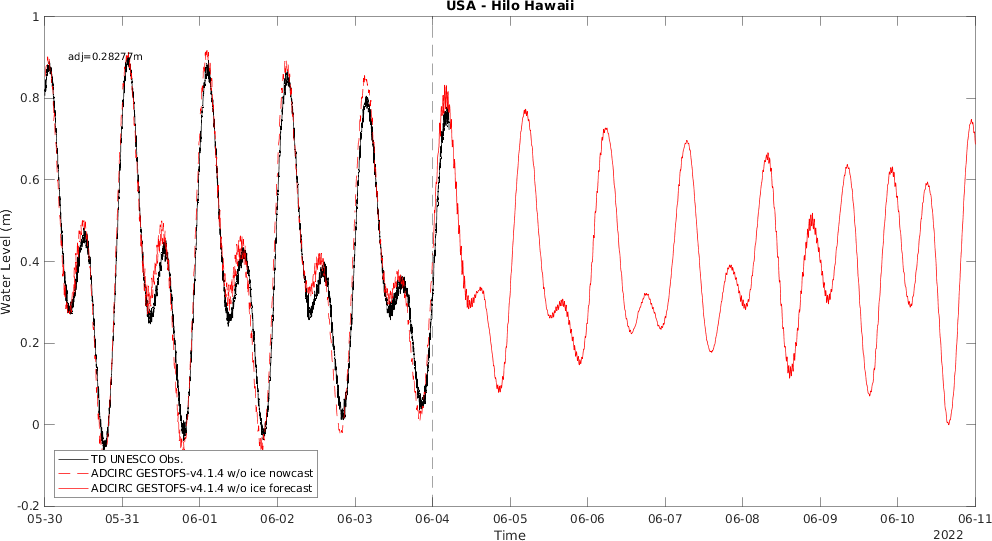 USA - Hilo Hawaii
adj=0.28277m
1
0.8
0.6
0.4
0.2
0
-0.2
Water Level (m)
TD UNESCO Obs.
ADCIRC GESTOFS-v4.1.4 w/o ice nowcast
ADCIRC GESTOFS-v4.1.4 w/o ice forecast
05-30 05-31 06-01 06-02 06-03 06-04 06-05 06-06 06-07 06-08 06-09 06-10 06-11
Time
2022